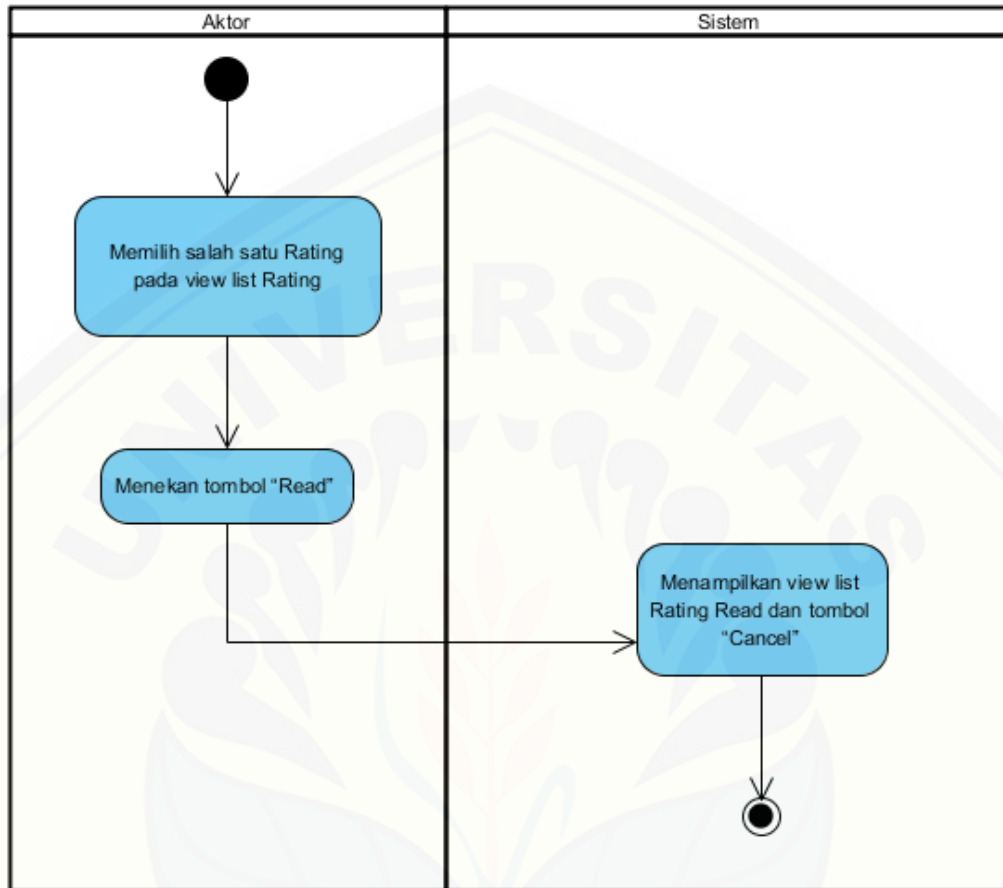 Aktor
Sistem
Memilih salah satu Rating
pada view list Rating
Menekan tombol “Read”
Menampilkan view list
Rating Read dan tombol
“Cancel”
UNIVERSITAS